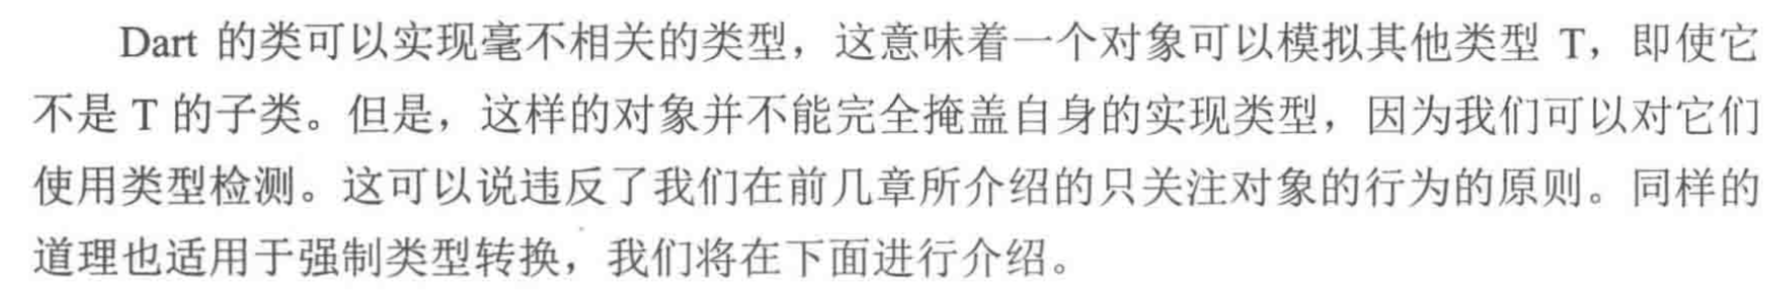 Dart 的类可以实现毫不相关的类型，这意味着一个对象可以模拟其他类型 T，即使它
不是 T 的子类。但是，这样的对象并不能完全掩盖自身的实现类型，因为我们可以对它们
使用类型检测。这可以说违反了我们在前几章所介绍的只关注对象的行为的原则。同样的
道理也适用于强制类型转换，我们将在下面进行介绍。